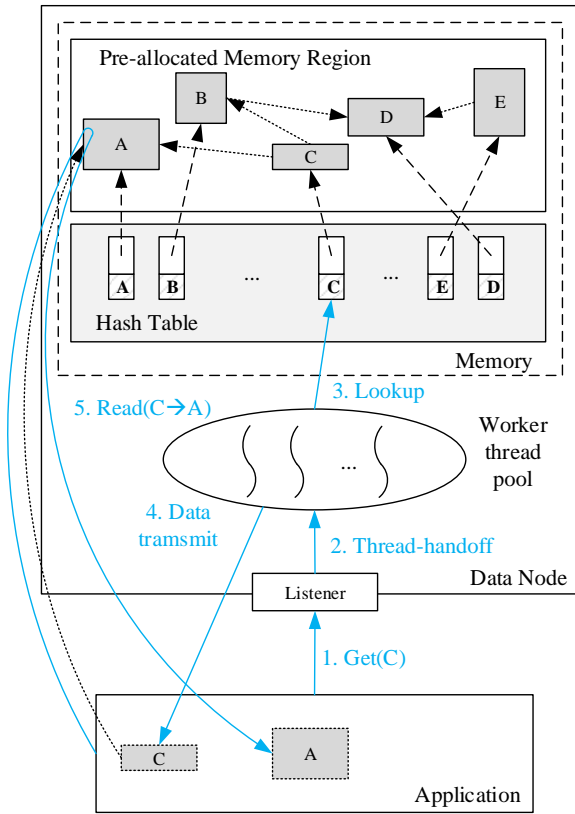 Pre-allocated Memory Region
B
E
D
A
C
...
...
A
B
C
E
D
Hash Table
Memory
3. Lookup
5. Read(C→A)
Worker
thread
pool
...
4. Data
tramsmit
2. Thread-handoff
Data Node
Listener
1. Get(C)
C
A
Application